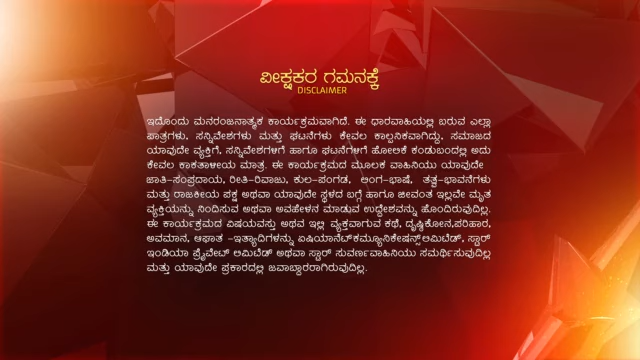 ವೀಕ್ಷಕರ ಗಮನಕ್ಕೆ
DISCLAIMER
ಇದೊಂದು ಮನರಂಜನಾತ್ಮಕ ಕಾರ್ಯಕ್ರಮವಾಗಿದೆ. ಈ ಧಾರವಾಹಿಯಲ್ಲಿ ಬರುವ ಎಲ್ಲಾ
ಪಾತ್ರಗಳು, ಸನ್ನಿವೇಶಗಳು ಮತ್ತು ಘಟನೆಗಳು ಕೇವಲ ಕಾಲ್ಪನಿಕವಾಗಿದ್ದು, ಸಮಾಜದ
ಯಾವುದೇ ವ್ಯಕ್ತಿಗೆ, ಸನ್ನಿವೇಶಗಳಿಗೆ ಹಾಗೂ ಘಟನೆಗಳಿಗೆ ಹೋಲಿಕೆ ಕಂಡುಬಂದಲ್ಲಿ ಅದು
ಕೇವಲ ಕಾಕತಾಳೀಯ ಮಾತ್ರ. ಈ ಕಾರ್ಯಕ್ರಮದ ಮೂಲಕ ವಾಹಿನಿಯು ಯಾವುದೇ
ಜಾತಿ-ಸಂಪ್ರದಾಯ, ರೀತಿ-ರಿವಾಜು, ಕುಲ-ಪಂಗಡ, ಲಿಂಗ-ಭಾಷೆ, ತತ್ವ-ಭಾವನೆಗಳು
ಮತ್ತು ರಾಜಕೀಯ ಪಕ್ಷ ಅಥವಾ ಯಾವುದೇ ಸ್ಥಳದ ಬಗ್ಗೆ ಹಾಗೂ ಜೀವಂತ ಇಲ್ಲವೇ ಮೃತ
ವ್ಯಕ್ತಿಯನ್ನು ನಿಂದಿಸುವ ಅಥವಾ ಅವಹೇಳನ ಮಾಡುವ ಉದ್ದೇಶವನ್ನು ಹೊಂದಿರುವುದಿಲ್ಲ.
ಈ ಕಾರ್ಯಕ್ರಮದ ವಿಷಯವಸ್ತು ಅಥವ ಇಲ್ಲಿ ವ್ಯಕ್ತವಾಗುವ ಕಥೆ, ದೃಷ್ಠಿಕೋನ,ಪರಿಹಾರ,
ಅವಮಾನ, ಆಘಾತ -ಇತ್ಯಾದಿಗಳನ್ನು ಏಷಿಯಾನೆಟ್‌ಕಮ್ಯೂನಿಕೇಷನ್ಸ್ ಲಿಮಿಟೆಡ್, ಸ್ಟಾರ್
ಇಂಡಿಯಾ ಪ್ರೈವೇಟ್ ಲಿಮಿಟೆಡ್ ಅಥವಾ ಸ್ಟಾರ್ ಸುವರ್ಣವಾಹಿನಿಯು ಸಮರ್ಥಿಸುವುದಿಲ್ಲ
ಮತ್ತು ಯಾವುದೇ ಪ್ರಕಾರದಲ್ಲಿ ಜವಾಬ್ದಾರರಾಗಿರುವುದಿಲ್ಲ.